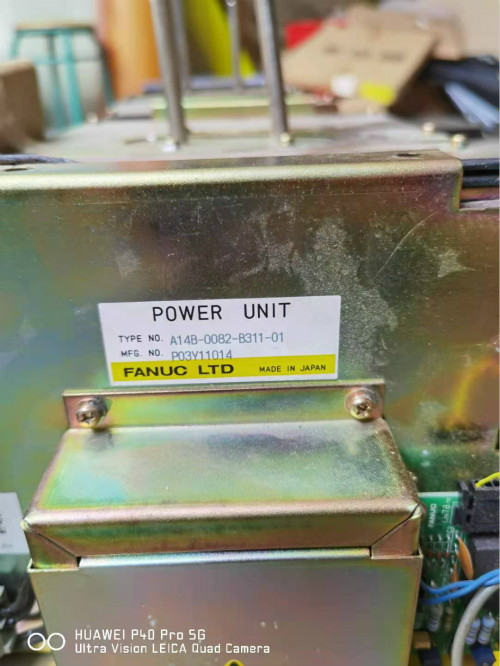 POWER UNIT
TYPE NO. A14B-0082-B311-01
MFG. NO. P03Y11014
FANUC LTD MADE IN JAPAN
HUAWEI P40 Pro 5G
Ultra Vision LEICA Quad Camera